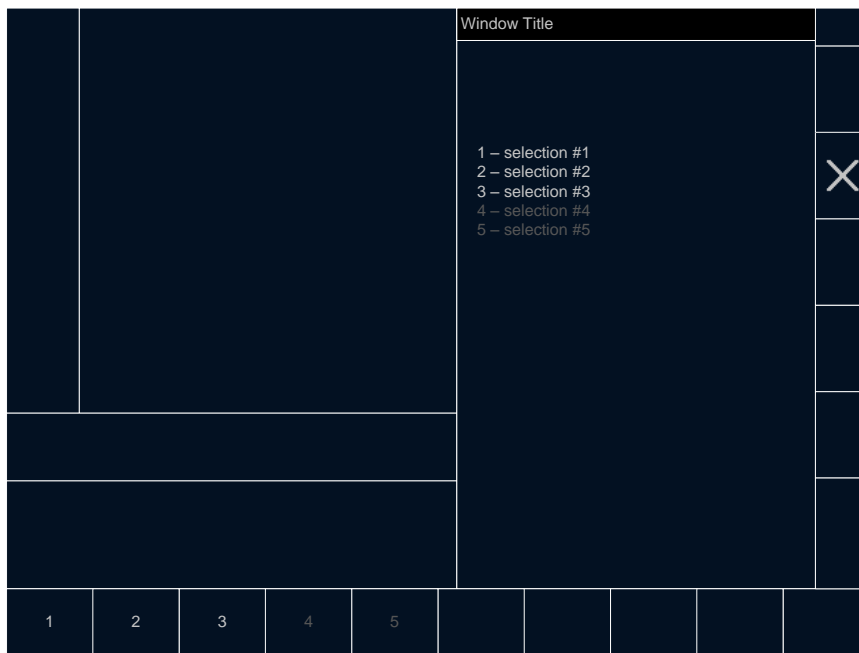 Window Title
1 – selection #1
2 – selection #2
3 – selection #3
4 – selection #4
5 – selection #5
1 2 3 4 5